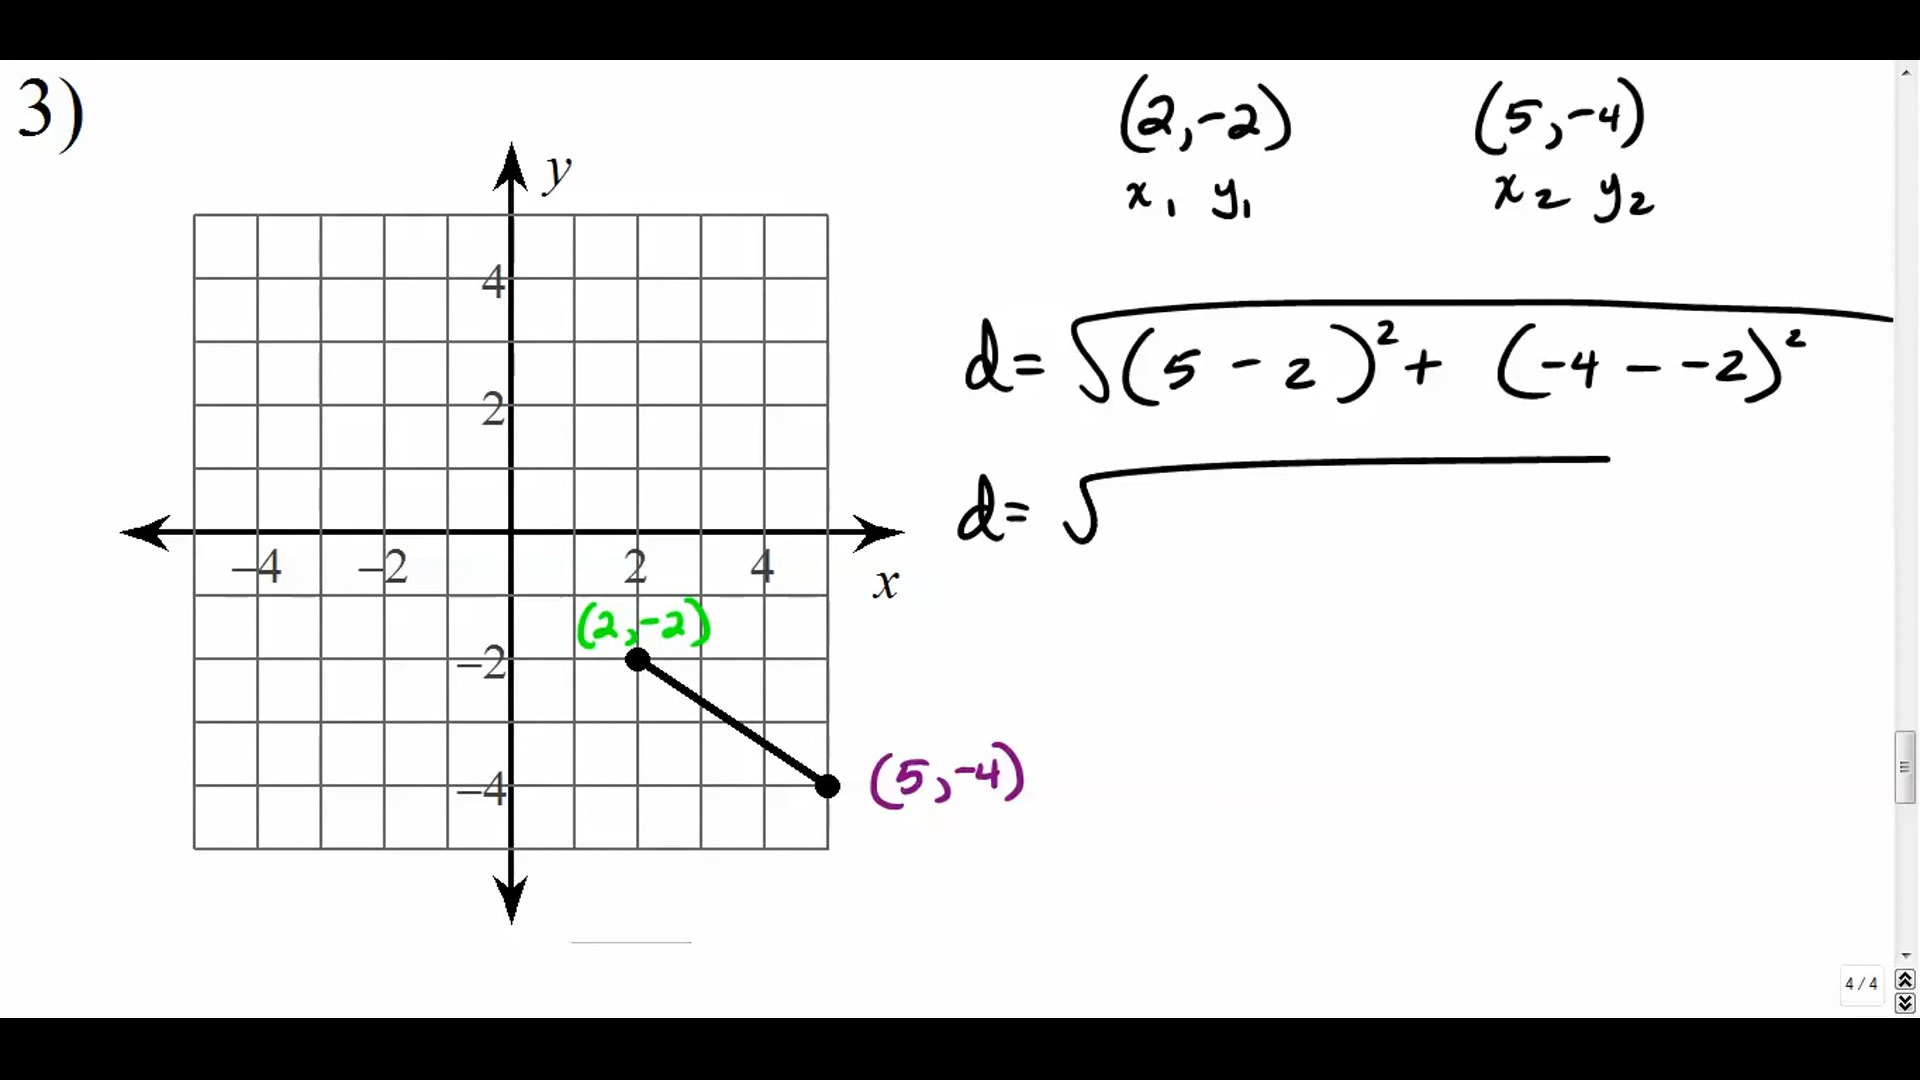 3)
(2,-2) (5,-4)
x₁ y₁ x₂ y₂
y
4
2
d= √(5 - 2)² + (-4 - -2)²
d= √
–4 –2 2 4
x
(2,-2)
–2
(5,-4)
–4
4 / 4